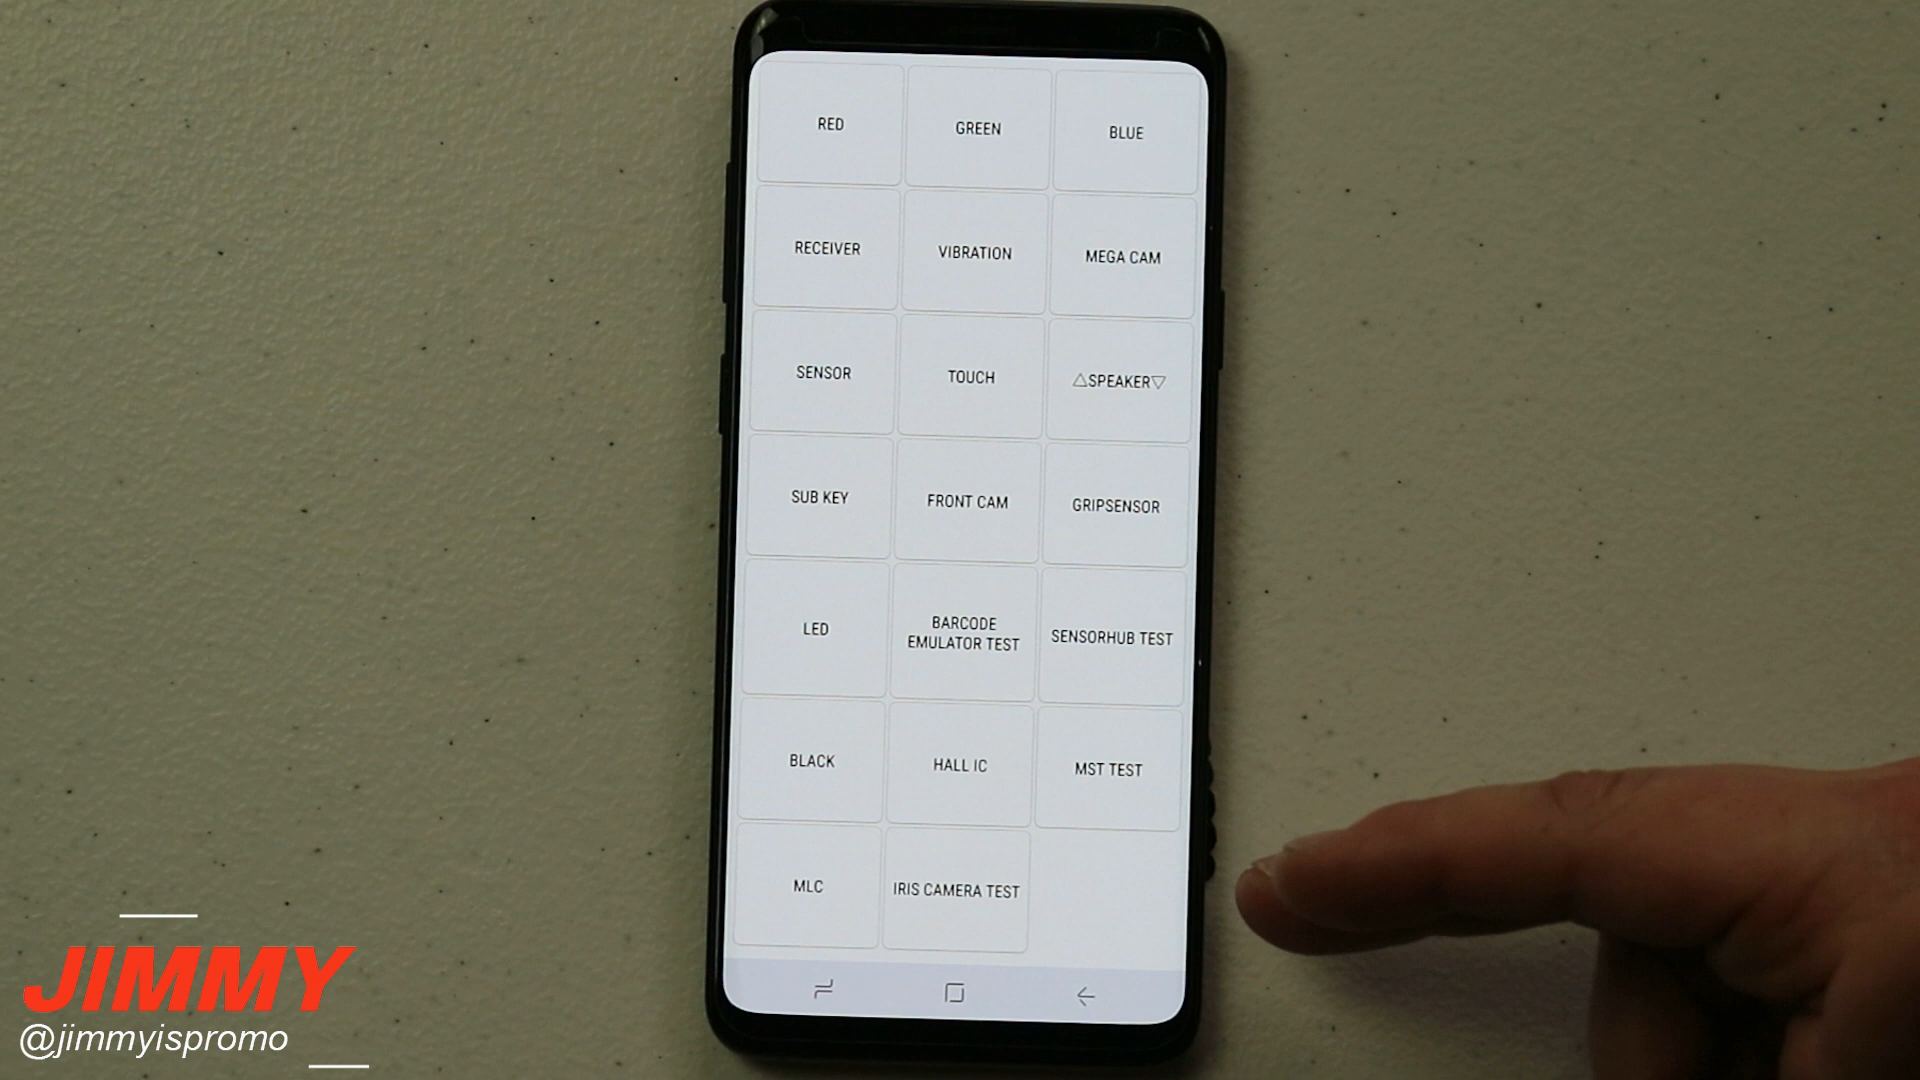 RED
GREEN
BLUE
RECEIVER
VIBRATION
MEGA CAM
SENSOR
TOUCH
△SPEAKER▽
SUB KEY
FRONT CAM
GRIPSENSOR
LED
BARCODE
EMULATOR TEST
SENSORHUB TEST
BLACK
HALL IC
MST TEST
MLC
IRIS CAMERA TEST
JIMMY
@jimmyispromo